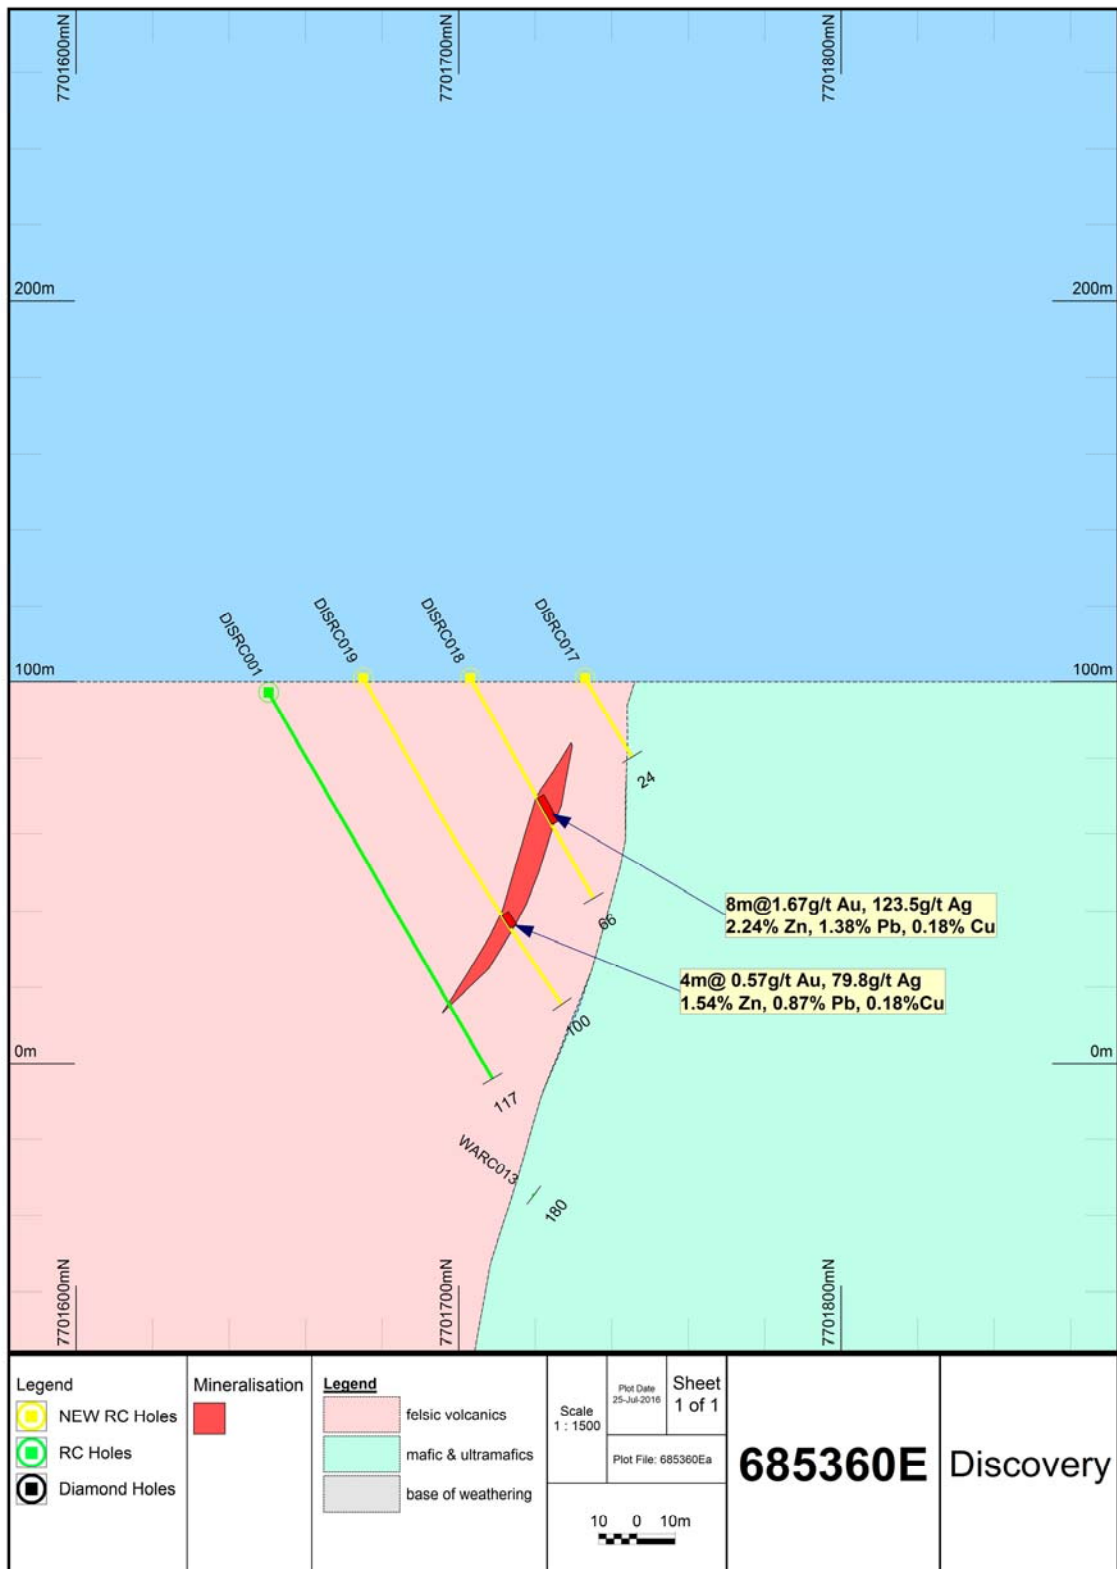 7701600mN
7701700mN
7701800mN
200m
200m
DISRC001
DISRC019
DISRC018
DISRC017
100m
100m
24
8m@1.67g/t Au, 123.5g/t Ag
2.24% Zn, 1.38% Pb, 0.18% Cu
66
4m@ 0.57g/t Au, 79.8g/t Ag
1.54% Zn, 0.87% Pb, 0.18%Cu
100
0m
0m
117
WARC013
180
7701600mN
7701700mN
7701800mN
Legend
NEW RC Holes
RC Holes
Diamond Holes
Mineralisation
Legend
felsic volcanics
mafic & ultramafics
base of weathering
Scale
1 : 1500
Plot Date
25-Jul-2016
Sheet
1 of 1
Plot File: 685360Ea
10 0 10m
685360E
Discovery